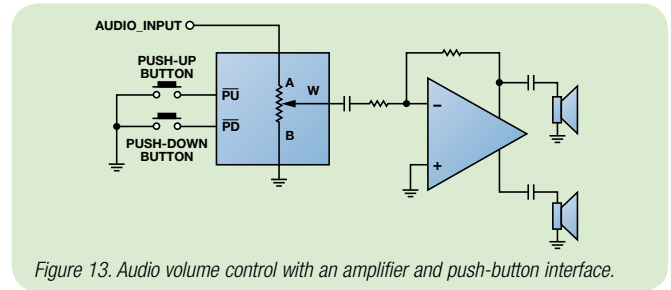 AUDIO_INPUT
PUSH-UP
BUTTON
A
W
PU
PD
B
PUSH-DOWN
BUTTON
–
+
Figure 13. Audio volume control with an amplifier and push-button interface.